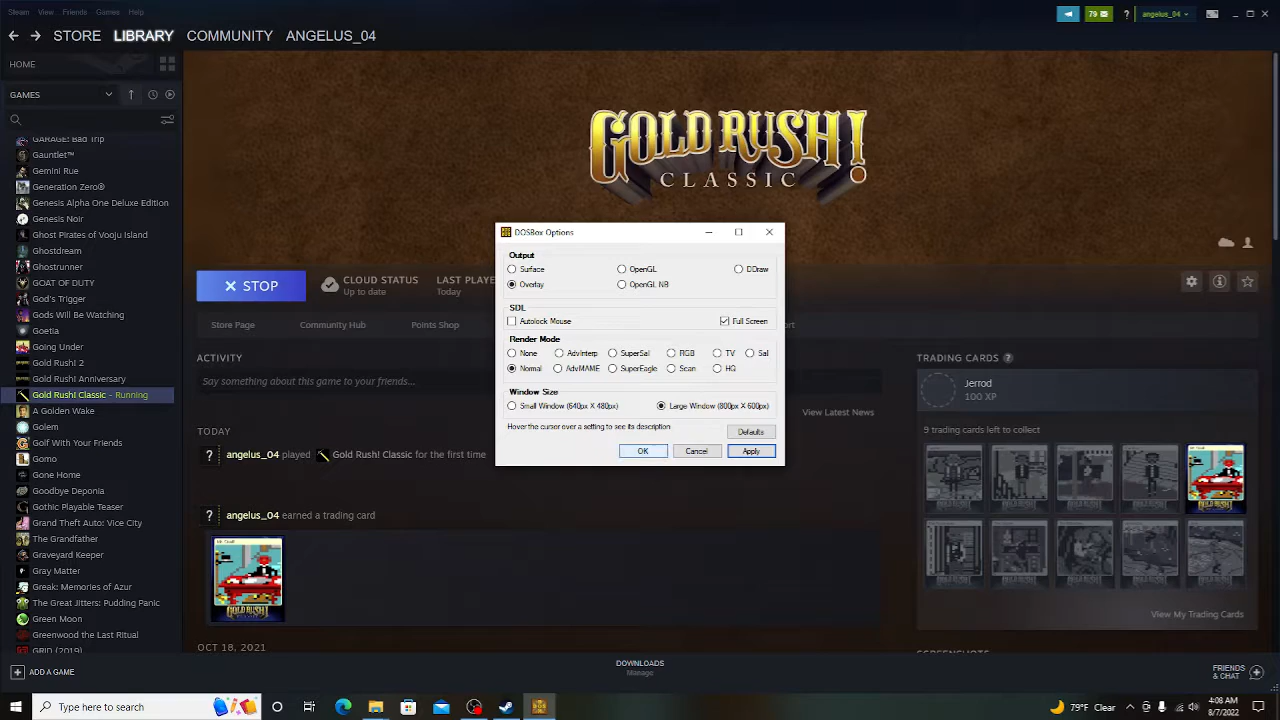 Steam View Friends Games Help
79
?
angelus_04
STORE LIBRARY COMMUNITY ANGELUS_04
HOME
GAMES
GARAGE: Bad Trip
Gauntlet™
Gemini Rue
Generation Zero®
Genesis Alpha One Deluxe Edition
Genesis Noir
Ghost Pirates of Vooju Island
Ghostdream
Ghostrunner
GOAT OF DUTY
God's Trigger
Gods Will Be Watching
Goetia
Going Under
Gold Rush! 2
Gold Rush! Anniversary
Gold Rush! Classic - Running
A Golden Wake
Golem
Golf With Your Friends
Gomo
Gone Home
Goodbye Deponia
Gothic Playable Teaser
Grand Theft Auto: Vice City
The Grandfather
Graveyard Keeper
Gray Matter
Greak: Memories of Azur
The Great Jitters: Pudding Panic
Green Moon
Greenwood the Last Ritual
GRID (2019)
ADD A GAME
GOLD RUSH!
CLASSIC
STOP
CLOUD STATUS
Up to date
LAST PLAYE
Today
Store Page
Community Hub
Points Shop
ort
ACTIVITY
Say something about this game to your friends...
View Latest News
TODAY
? angelus_04 played Gold Rush! Classic for the first time
? angelus_04 earned a trading card
GOLD RUSH!
OCT 18, 2021
DOSBox Options
Output
Surface OpenGL DDraw
Overlay OpenGL NB
SDL
Autolock Mouse Full Screen
Render Mode
None AdvInterp SuperSaI RGB TV SaI
Normal AdvMAME SuperEagle Scan HQ
Window Size
Small Window (640px X 480px) Large Window (800px X 600px)
Hover the cursor over a setting to see its description
Defaults
OK Cancel Apply
TRADING CARDS ?
Jerrod
100 XP
9 trading cards left to collect
GOLD RUSH!
View My Trading Cards
SCREENSHOTS
DOWNLOADS
Manage
FRIENDS
& CHAT
Type here to search
79°F Clear
4:08 AM
8/7/2022